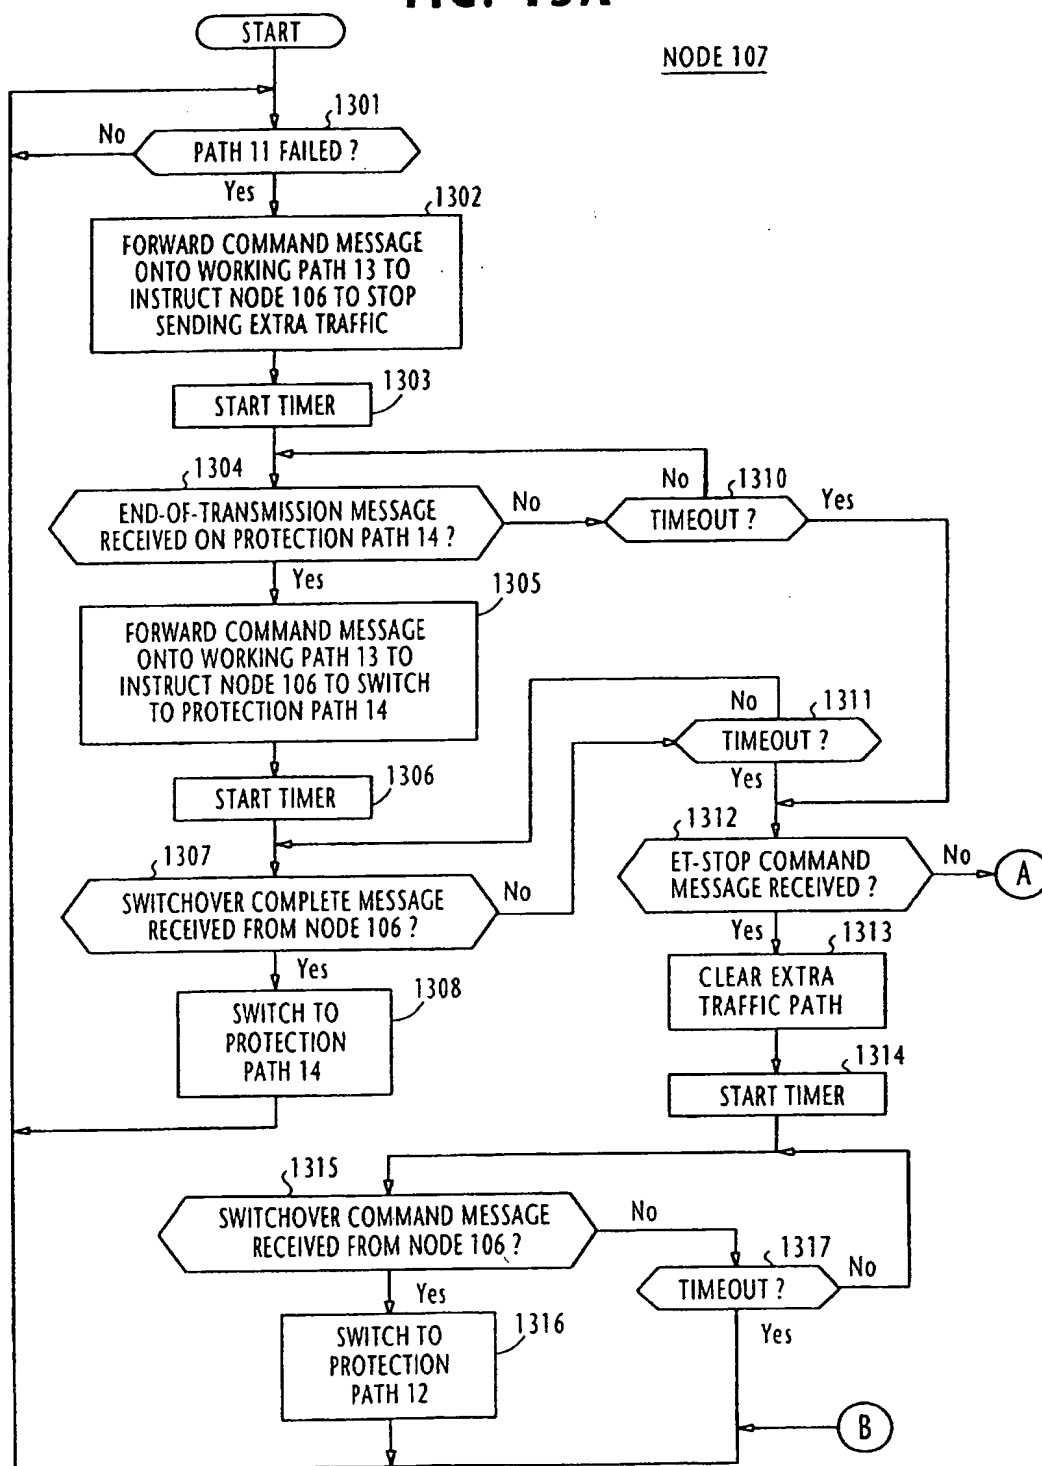 FIG. 13A
START
NODE 107
1301
No
PATH 11 FAILED ?
Yes
1302
FORWARD COMMAND MESSAGE
ONTO WORKING PATH 13 TO
INSTRUCT NODE 106 TO STOP
SENDING EXTRA TRAFFIC
1303
START TIMER
1304
END-OF-TRANSMISSION MESSAGE
RECEIVED ON PROTECTION PATH 14 ?
No
No
1310
TIMEOUT ?
Yes
Yes
1305
FORWARD COMMAND MESSAGE
ONTO WORKING PATH 13 TO
INSTRUCT NODE 106 TO SWITCH
TO PROTECTION PATH 14
No
1311
TIMEOUT ?
Yes
1306
START TIMER
1307
SWITCHOVER COMPLETE MESSAGE
RECEIVED FROM NODE 106 ?
No
1312
ET-STOP COMMAND
MESSAGE RECEIVED ?
No
A
Yes
1308
SWITCH TO
PROTECTION
PATH 14
Yes
1313
CLEAR EXTRA
TRAFFIC PATH
1314
START TIMER
1315
SWITCHOVER COMMAND MESSAGE
RECEIVED FROM NODE 106 ?
No
1317
TIMEOUT ?
No
Yes
Yes
1316
SWITCH TO
PROTECTION
PATH 12
B